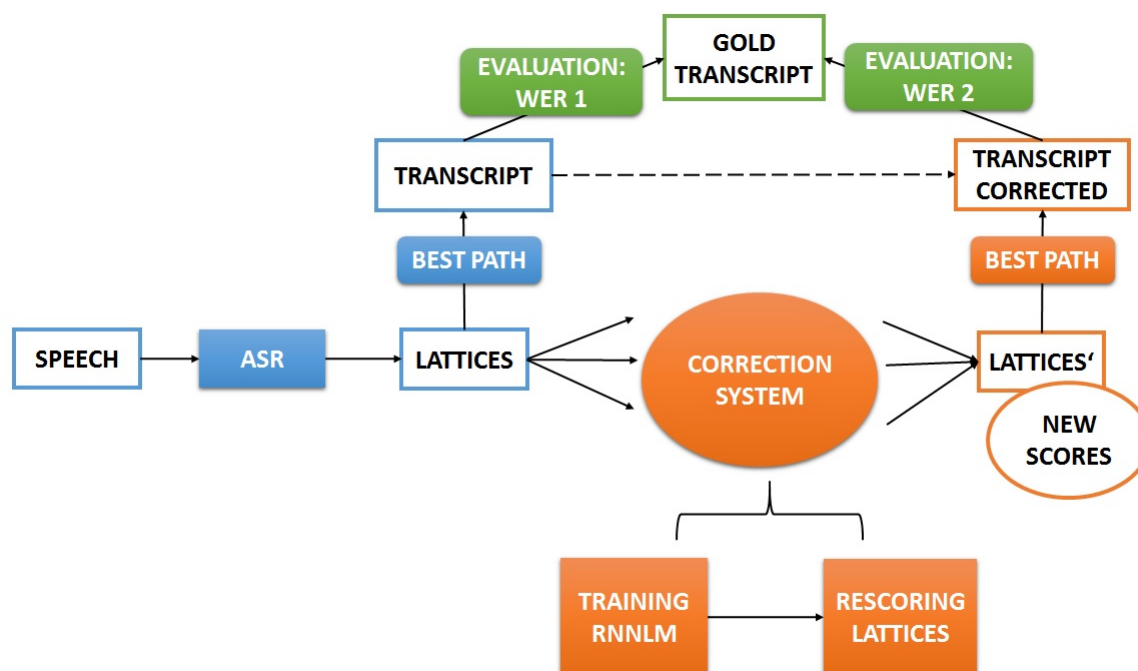 GOLD
TRANSCRIPT
EVALUATION:
WER 1
EVALUATION:
WER 2
TRANSCRIPT
TRANSCRIPT
CORRECTED
BEST PATH
BEST PATH
SPEECH
ASR
LATTICES
CORRECTION
SYSTEM
LATTICES‘
NEW
SCORES
TRAINING
RNNLM
RESCORING
LATTICES